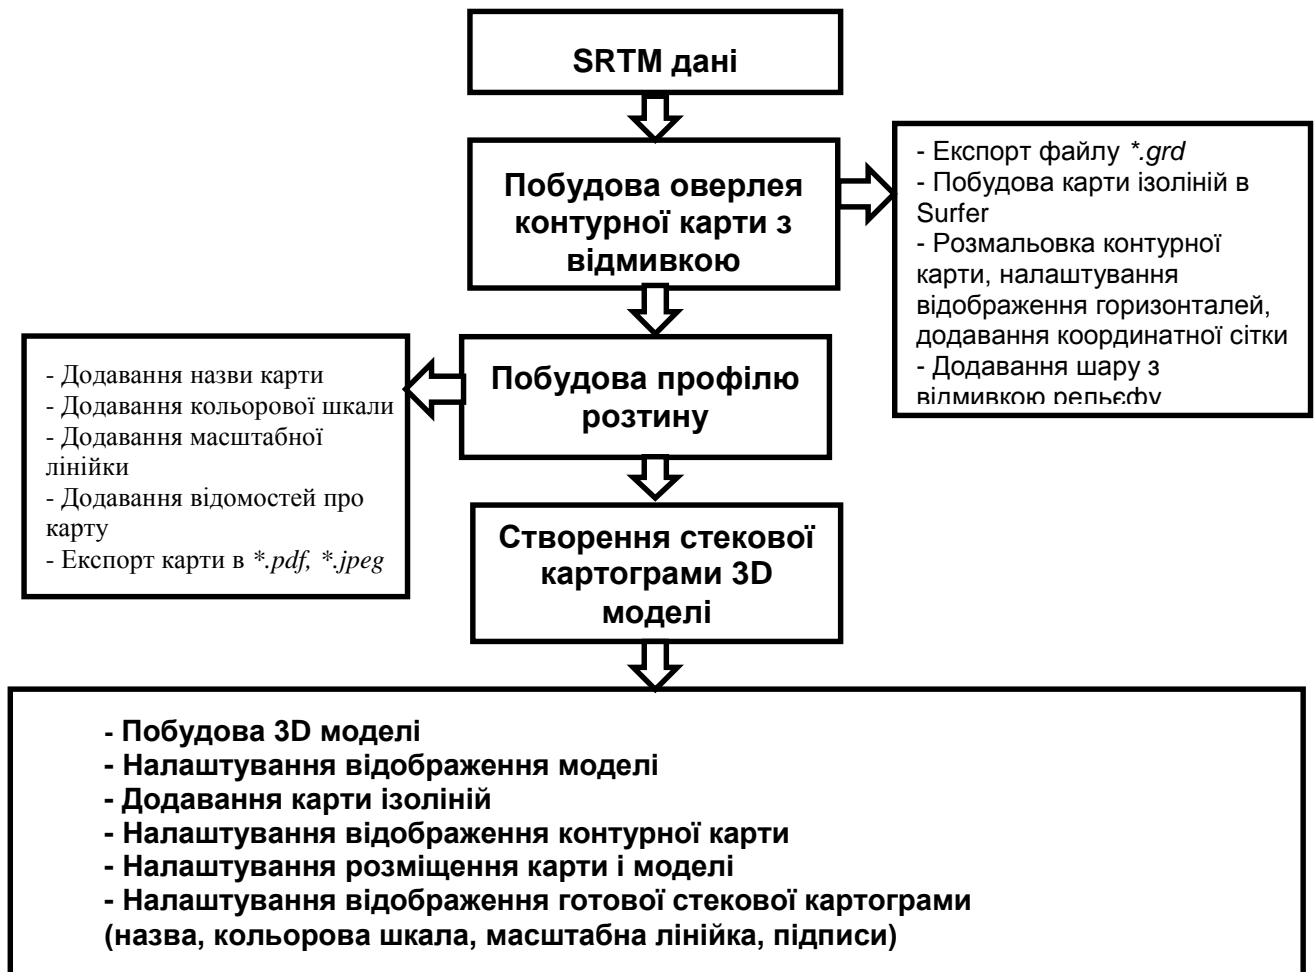 SRTM дані
Побудова оверлея
контурної карти з
відмивкою
- Експорт файлу *.grd
- Побудова карти ізоліній в
Surfer
- Розмальовка контурної
карти, налаштування
відображення горизонталей,
додавання координатної сітки
- Додавання шару з
відмивкою рельєфу
Побудова профілю
розтину
- Додавання назви карти
- Додавання кольорової шкали
- Додавання масштабної
лінійки
- Додавання відомостей про
карту
- Експорт карти в *.pdf, *.jpeg
Створення стекової
картограми 3D
моделі
- Побудова 3D моделі
- Налаштування відображення моделі
- Додавання карти ізоліній
- Налаштування відображення контурної карти
- Налаштування розміщення карти і моделі
- Налаштування відображення готової стекової картограми
(назва, кольорова шкала, масштабна лінійка, підписи)